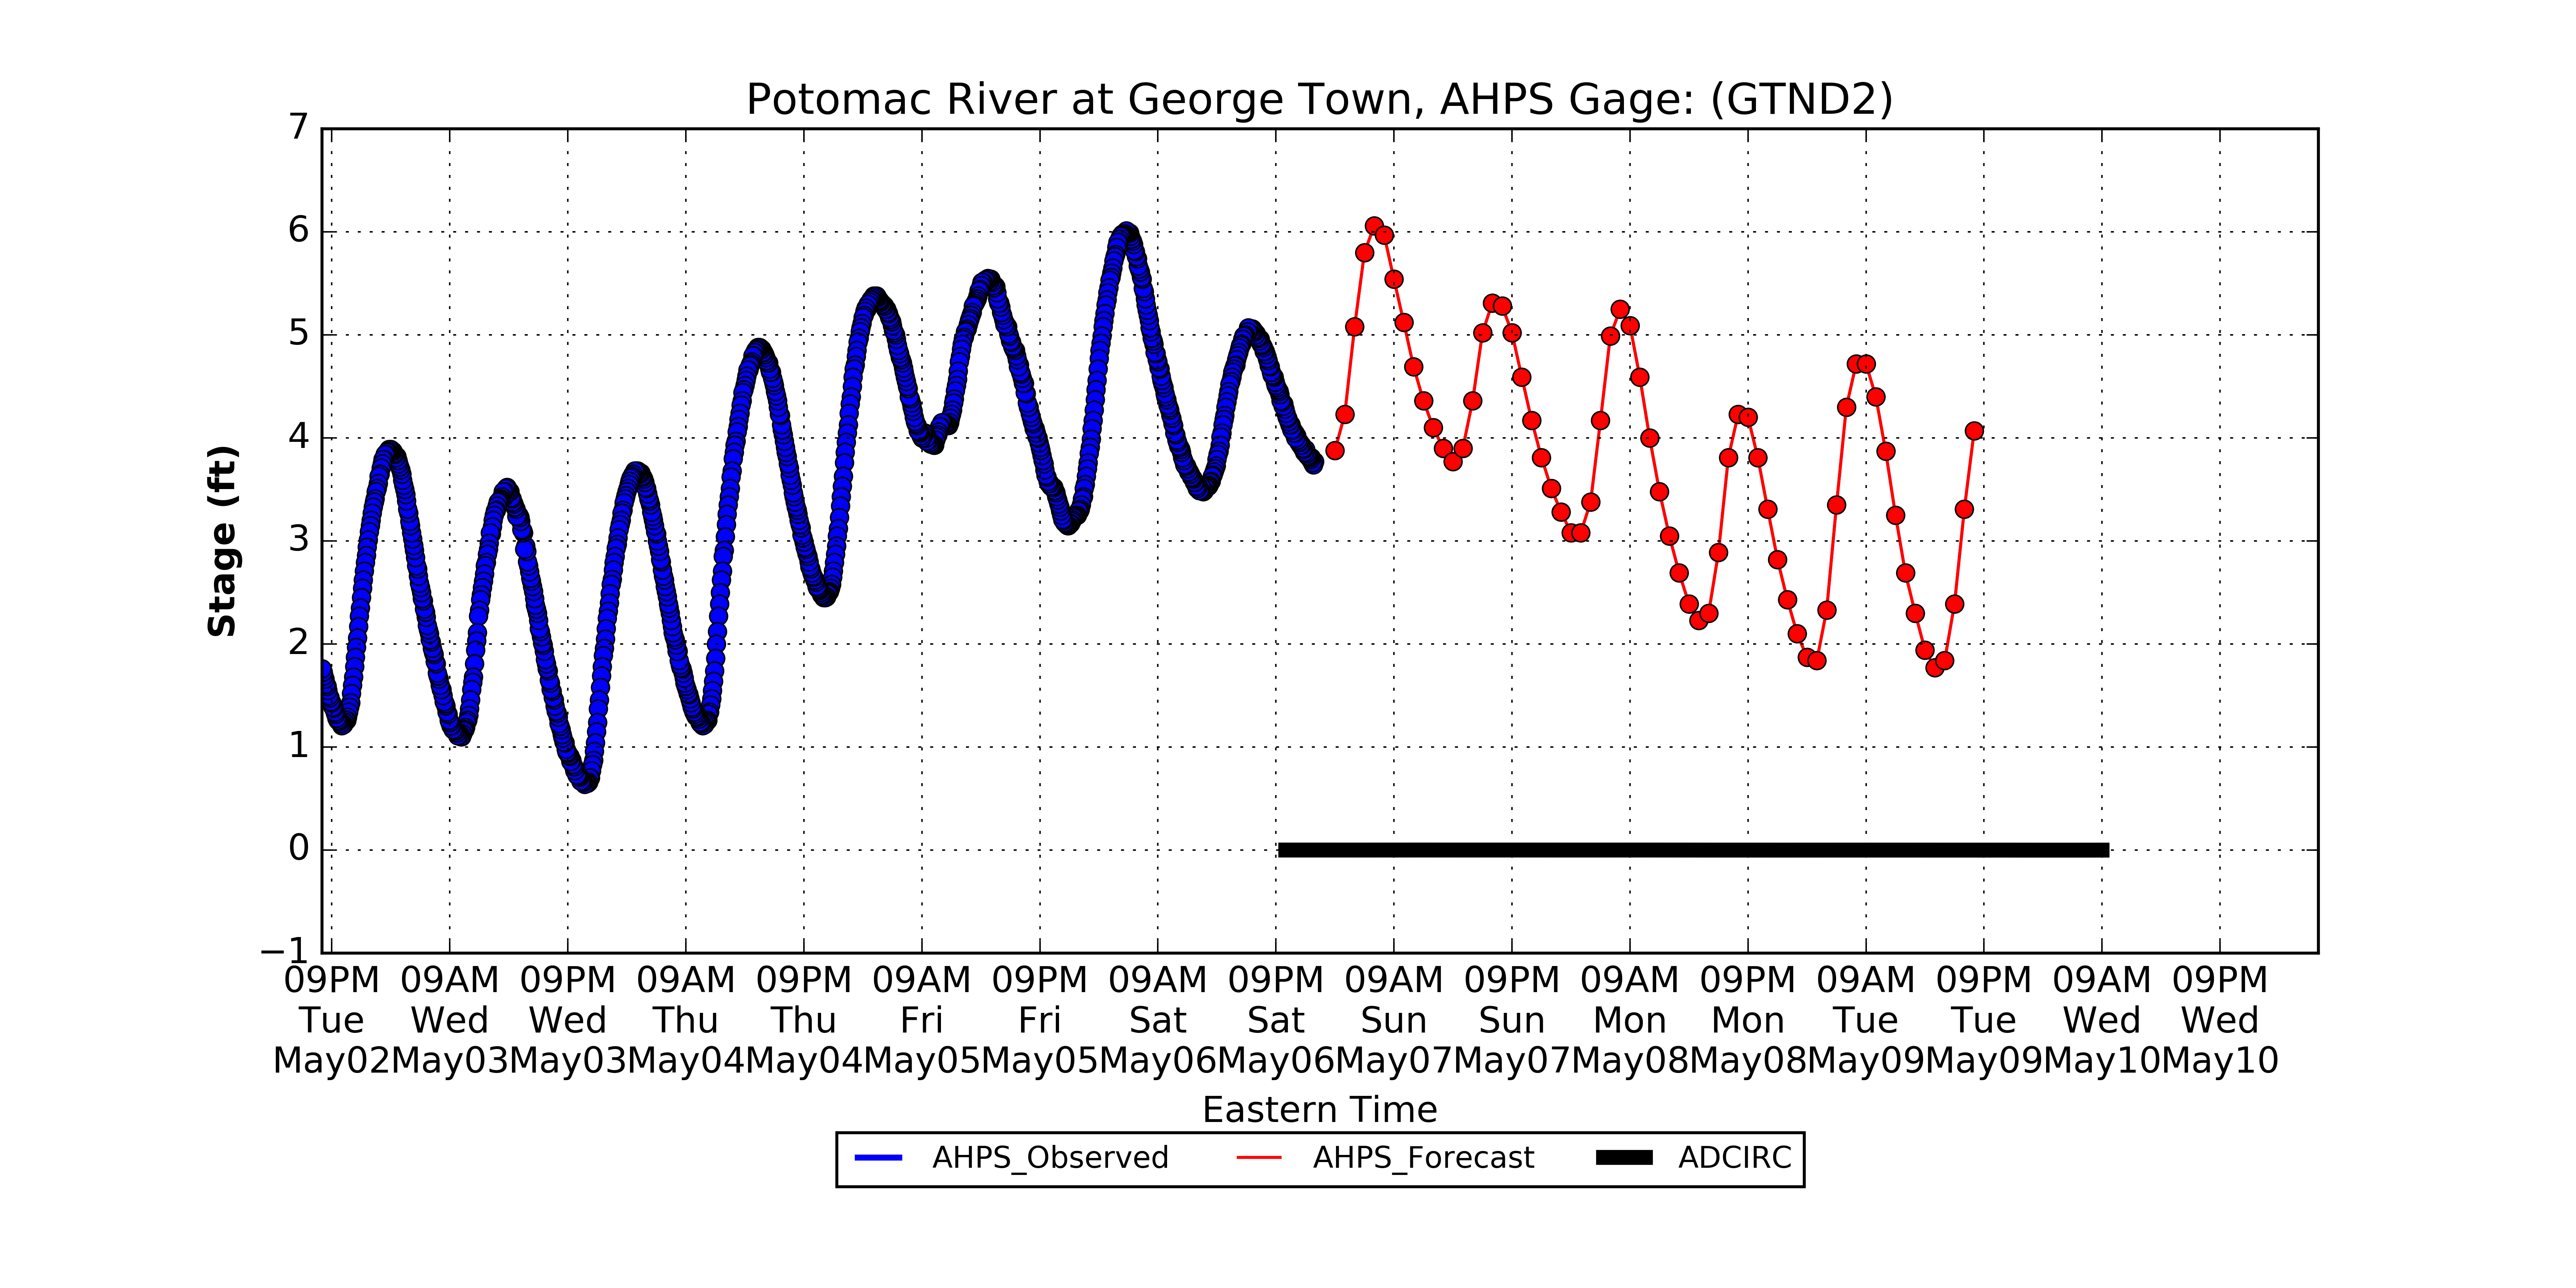 Potomac River at George Town, AHPS Gage: (GTND2)
7
6
5
4
3
2
1
0
−1
Stage (ft)
09PM 09AM 09PM 09AM 09PM 09AM 09PM 09AM 09PM 09AM 09PM 09AM 09PM 09AM 09PM 09AM 09PM
Tue Wed Wed Thu Thu Fri Fri Sat Sat Sun Sun Mon Mon Tue Tue Wed Wed
May02 May03 May03 May04 May04 May05 May05 May06 May06 May07 May07 May08 May08 May09 May09 May10 May10
Eastern Time
AHPS_Observed AHPS_Forecast ADCIRC